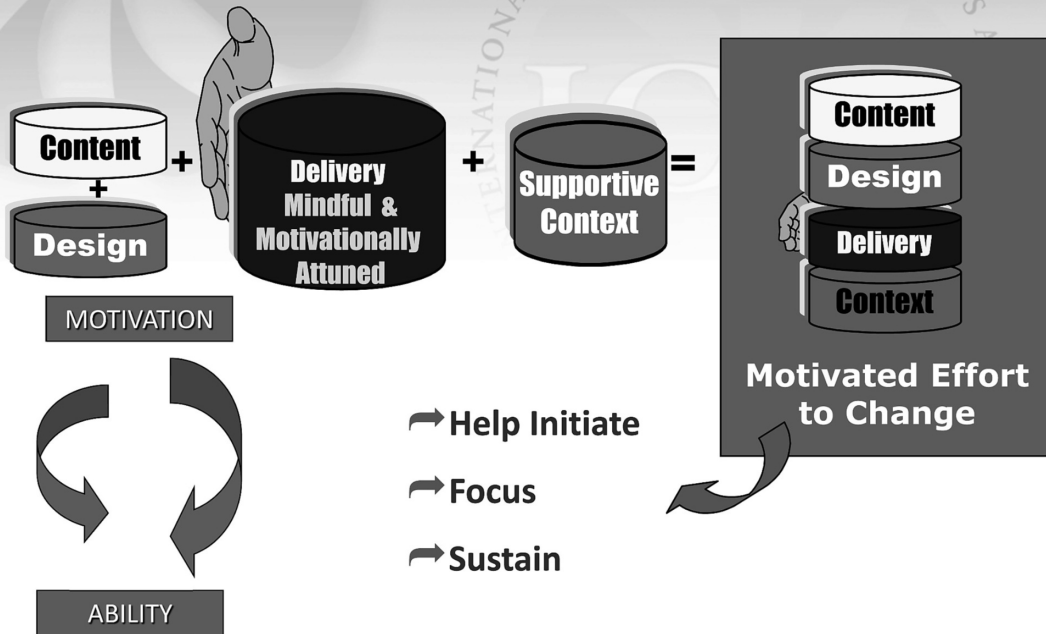 Content
+
Design
+
Delivery
Mindful &
Motivationally
Attuned
+
Supportive
Context
=
Content
Design
Delivery
Context
Motivated Effort
to Change
MOTIVATION
ABILITY
Help Initiate
Focus
Sustain